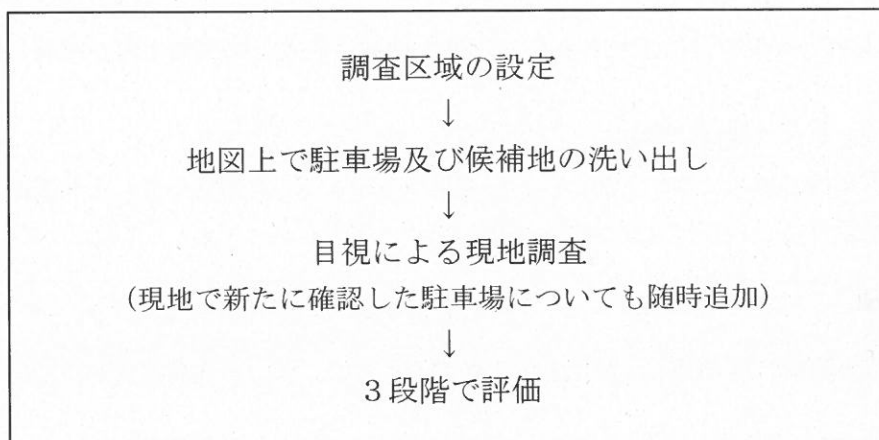 調査区域の設定
↓
地図上で駐車場及び候補地の洗い出し
↓
目視による現地調査
（現地で新たに確認した駐車場についても随時追加）
↓
３段階で評価